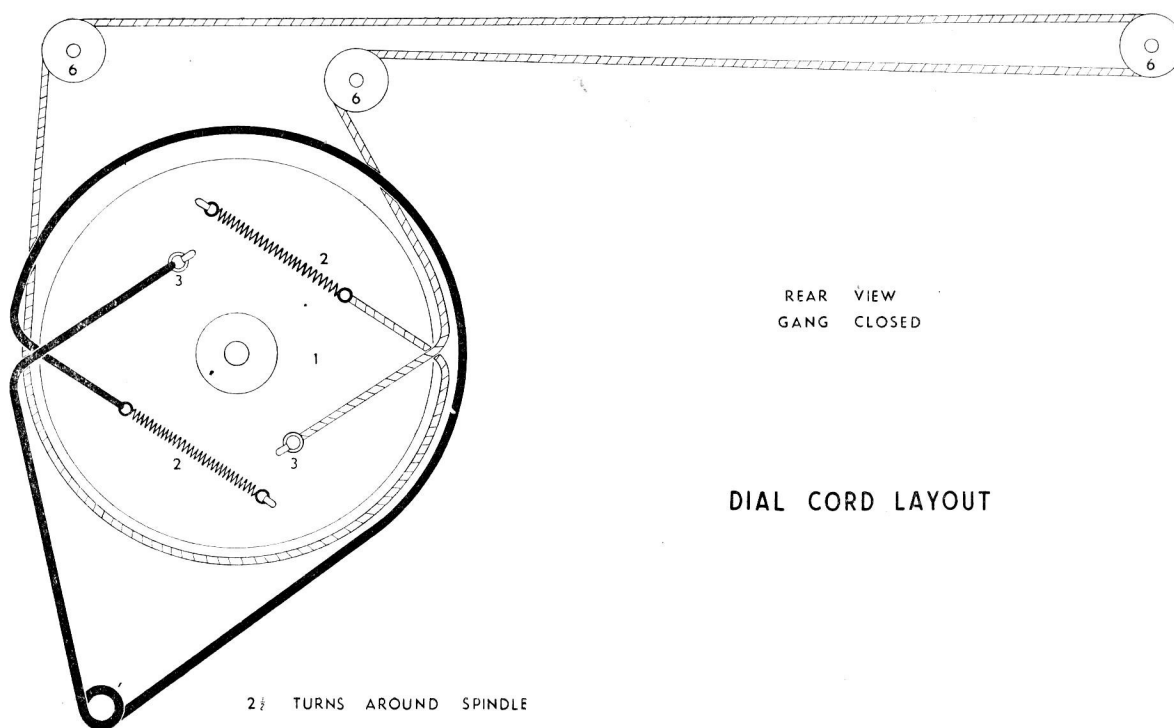 6
6
6
2
3
REAR VIEW
GANG CLOSED
1
2
3
DIAL CORD LAYOUT
2½ TURNS AROUND SPINDLE